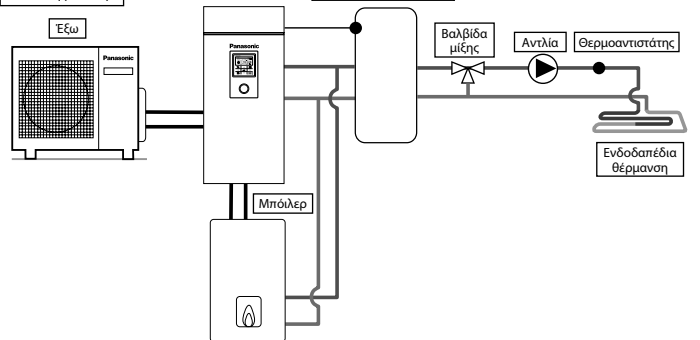 Έξω
Panasonic
Panasonic
Βαλβίδα
μίξης
Αντλία
Θερμοαντιστάτης
Ενδοδαπέδια
θέρμανση
Μπόιλερ